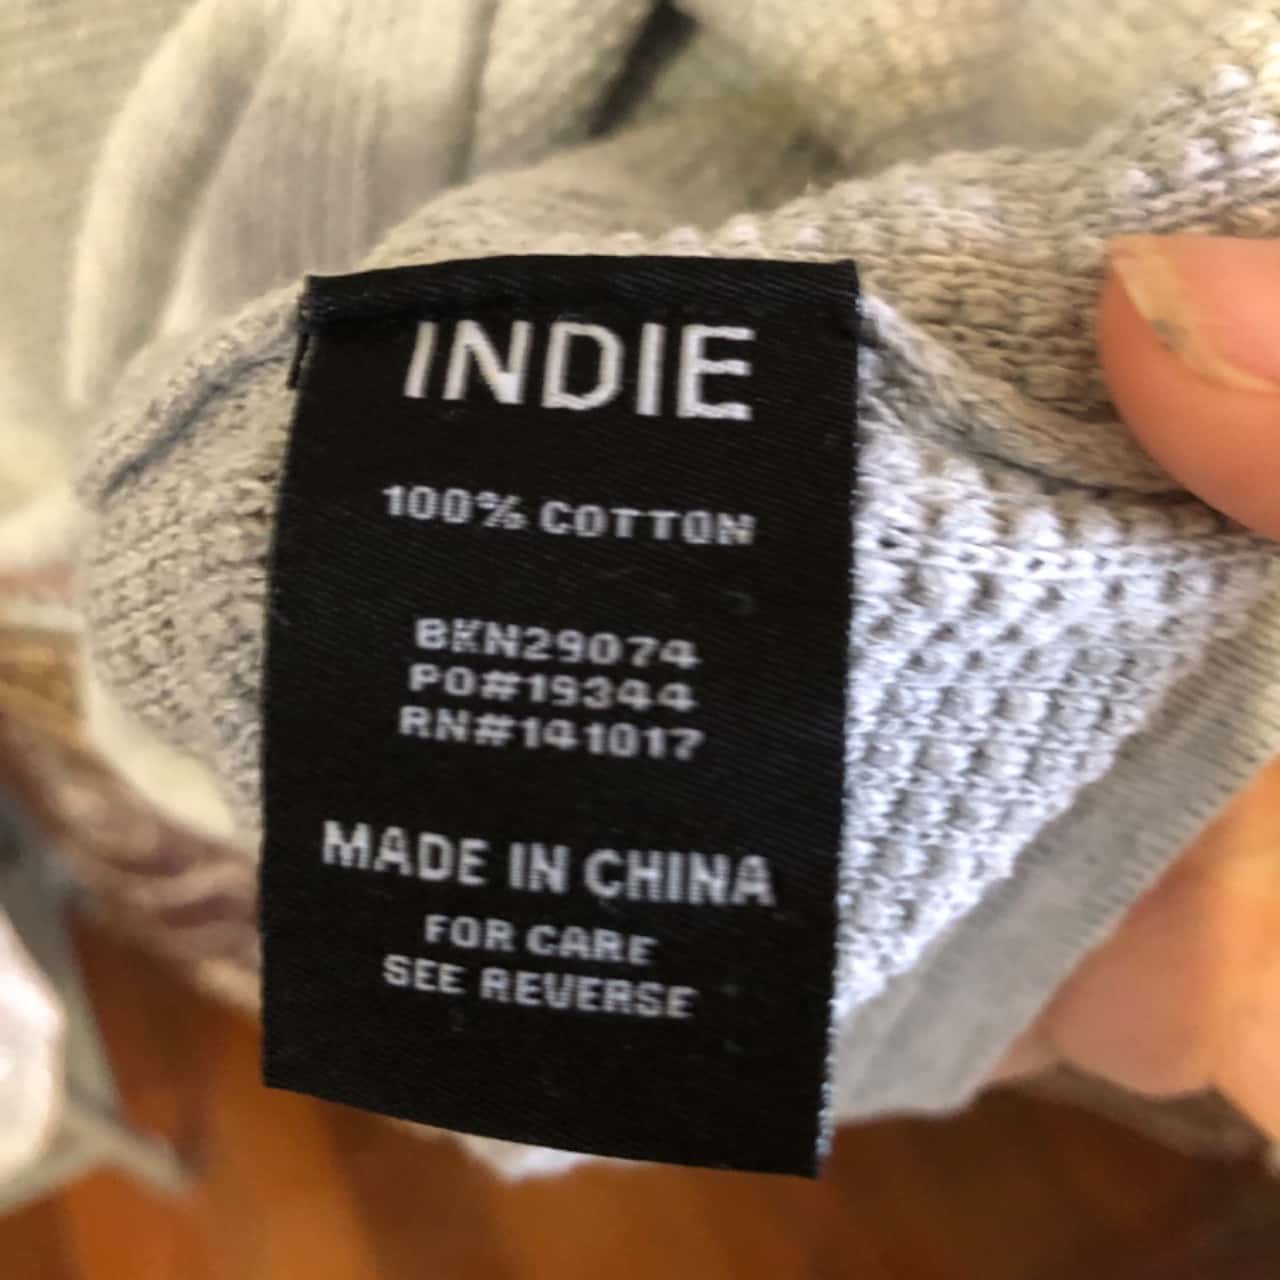 INDIE
100% COTTON
BKN29074
PO#19344
RN#141017
MADE IN CHINA
FOR CARE
SEE REVERSE